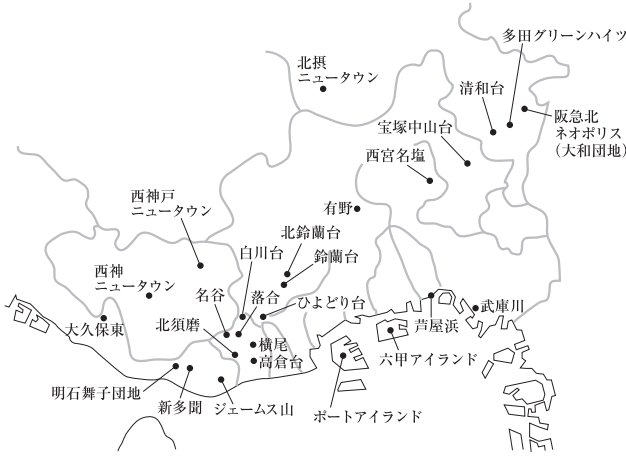 多田グリーンハイツ
北摂
ニュータウン
清和台
阪急北
ネオポリス
（大和団地）
宝塚中山台
西宮名塩
西神戸
ニュータウン
有野
北鈴蘭台
白川台
鈴蘭台
西神
ニュータウン
名谷
落合
ひよどり台
武庫川
大久保東
北須磨
芦屋浜
横尾
高倉台
六甲アイランド
明石舞子団地
新多聞
ジェームス山
ポートアイランド